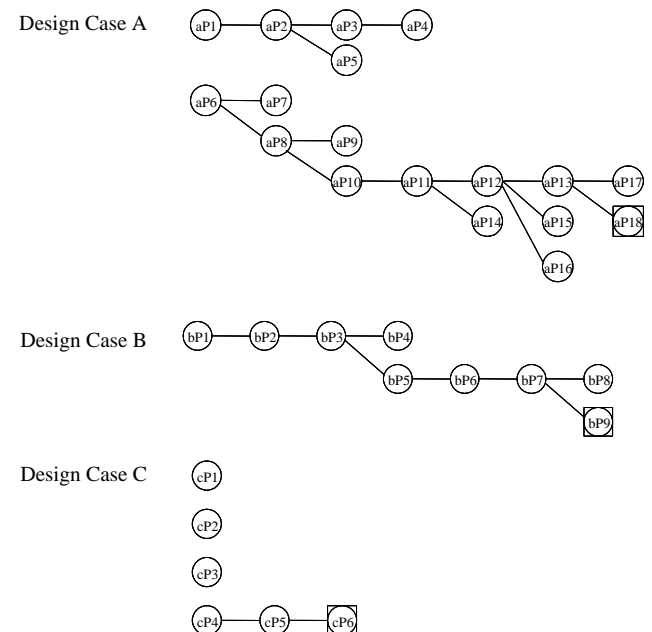 Design Case A aP1 aP2 aP3 aP4
aP5
aP6 aP7
aP8 aP9
aP10 aP11 aP12 aP13 aP17
aP14 aP15 aP18
aP16
Design Case B bP1 bP2 bP3 bP4
bP5 bP6 bP7 bP8
bP9
Design Case C cP1
cP2
cP3
cP4 cP5 cP6